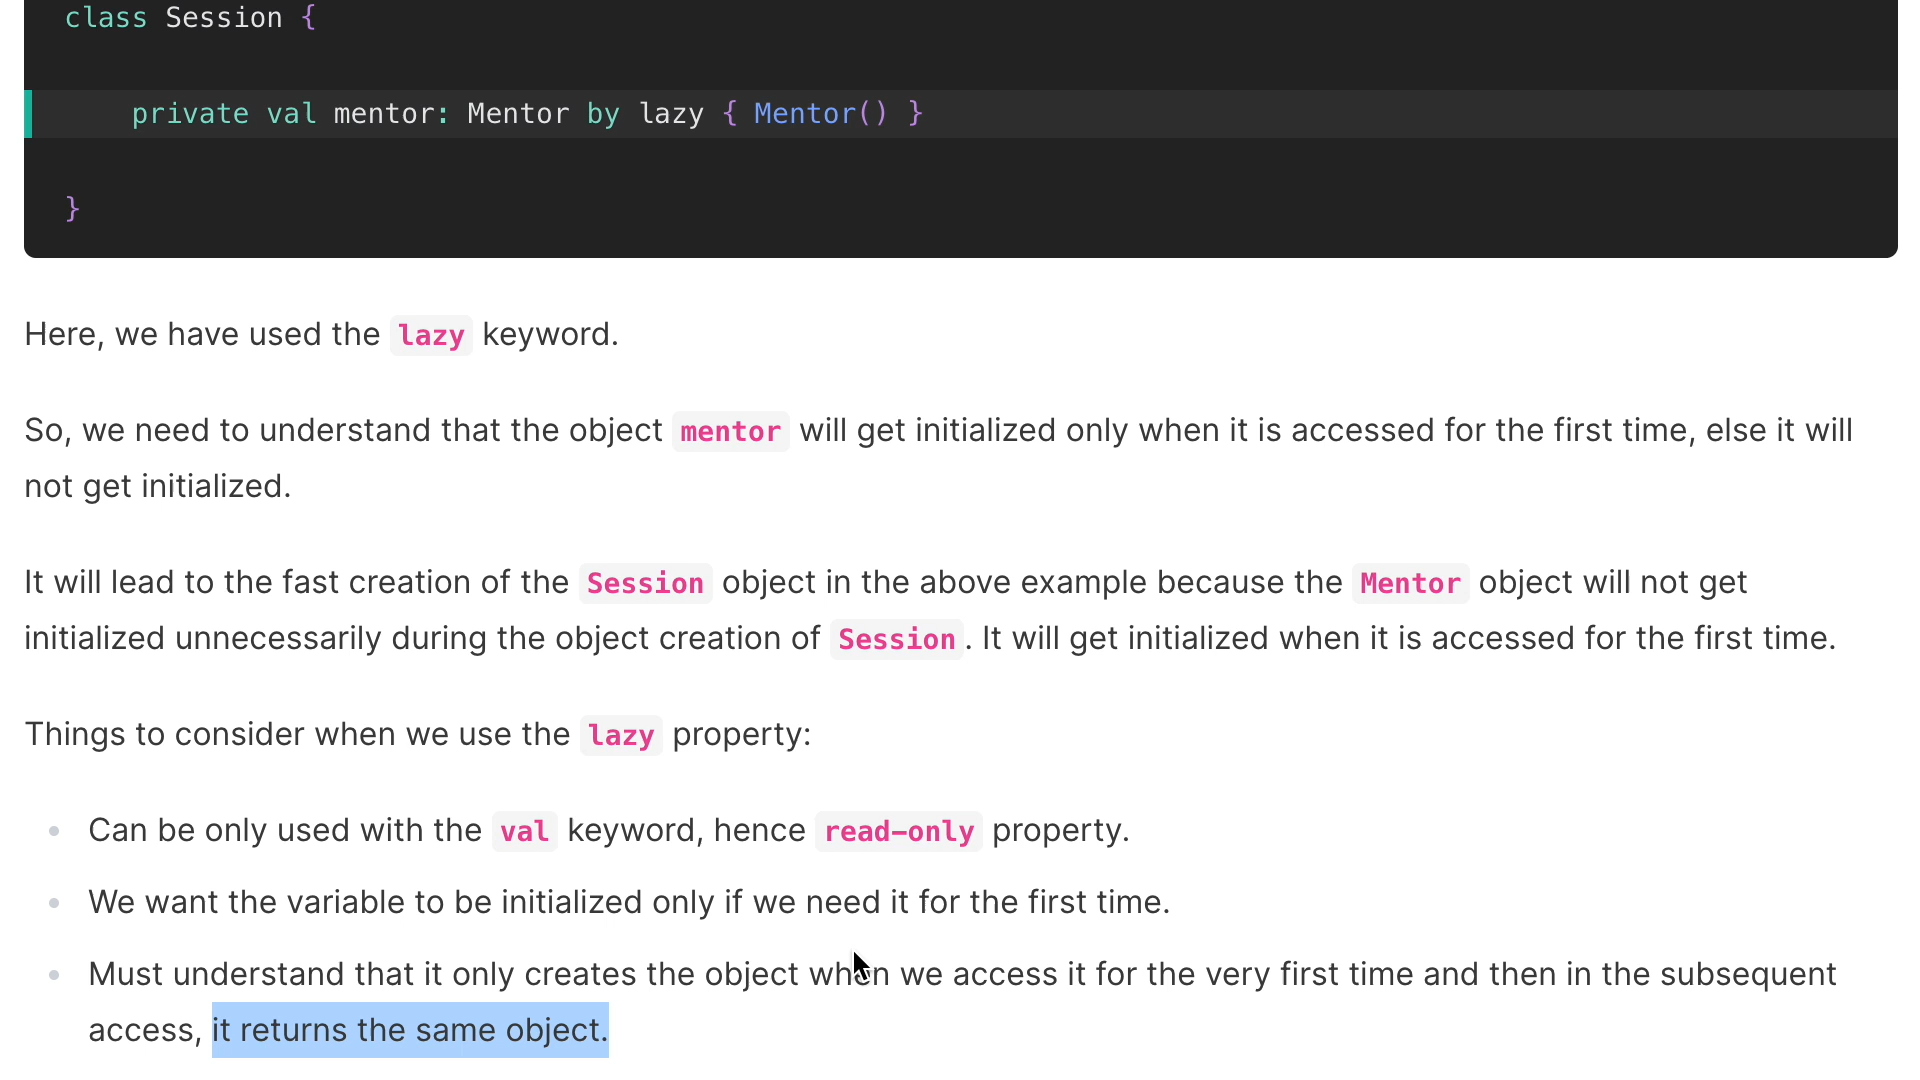 class Session {
private val mentor: Mentor by lazy { Mentor() }
}
Here, we have used the lazy keyword.
So, we need to understand that the object mentor will get initialized only when it is accessed for the first time, else it will
not get initialized.
It will lead to the fast creation of the Session object in the above example because the Mentor object will not get
initialized unnecessarily during the object creation of Session. It will get initialized when it is accessed for the first time.
Things to consider when we use the lazy property:
Can be only used with the val keyword, hence read-only property.
We want the variable to be initialized only if we need it for the first time.
Must understand that it only creates the object when we access it for the very first time and then in the subsequent
access, it returns the same object.